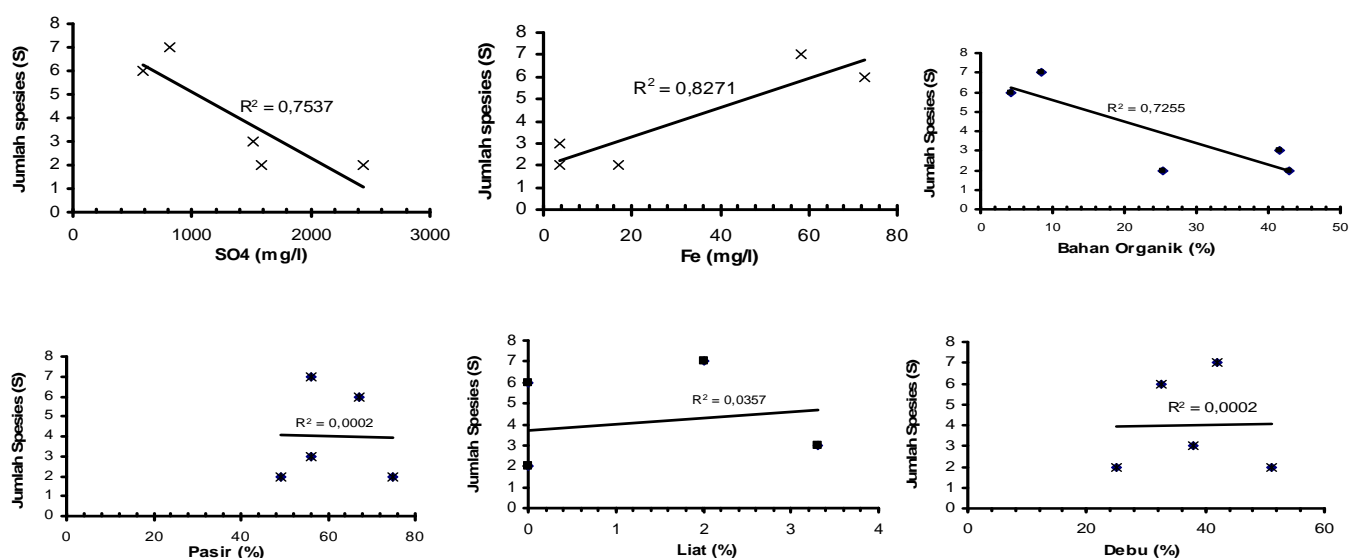 Jumlah spesies (S)
8
7
6
5
4
3
2
1
0
R² = 0,7537
0 1000 2000 3000
SO4 (mg/l)
Jumlah spesies (S)
8
7
6
5
4
3
2
1
0
R² = 0,8271
0 20 40 60 80
Fe (mg/l)
Jumlah Spesies (S)
8
7
6
5
4
3
2
1
0
R² = 0,7255
0 10 20 30 40 50
Bahan Organik (%)
Jumlah Spesies (S)
8
7
6
5
4
3
2
1
0
R² = 0,0002
0 20 40 60 80
Pasir (%)
Jumlah Spesies (S)
8
7
6
5
4
3
2
1
0
R² = 0,0357
0 1 2 3 4
Liat (%)
Jumlah Spesies (S)
8
7
6
5
4
3
2
1
0
R² = 0,0002
0 20 40 60
Debu (%)